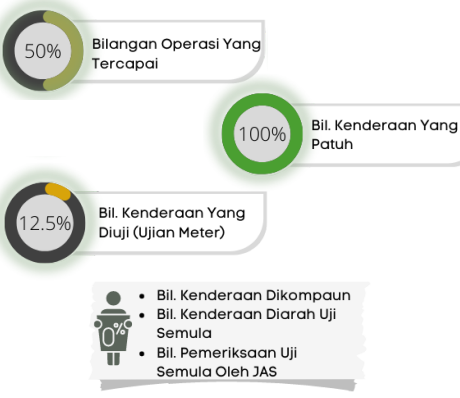 50%
Bilangan Operasi Yang
Tercapai
100%
Bil. Kenderaan Yang
Patuh
12.5%
Bil. Kenderaan Yang
Diuji (Ujian Meter)
0%
• Bil. Kenderaan Dikompaun
• Bil. Kenderaan Diarah Uji
Semula
• Bil. Pemeriksaan Uji
Semula Oleh JAS